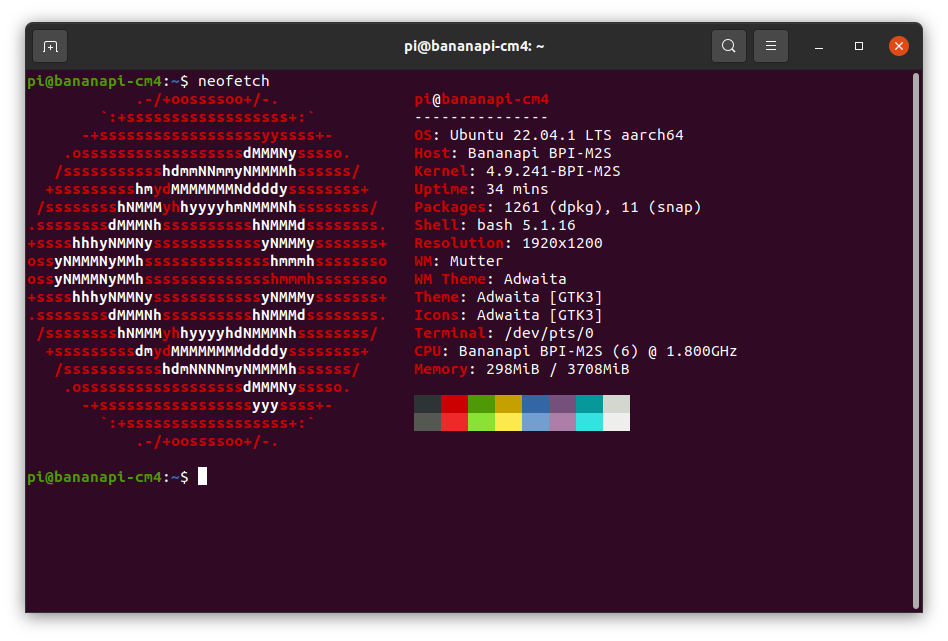 pi@bananapi-cm4: ~
pi@bananapi-cm4:~$ neofetch
            .-/+oossssoo+/-.               pi@bananapi-cm4
        `:+ssssssssssssssssss+:`           ---------------
      -+ssssssssssssssssssyyssss+-         OS: Ubuntu 22.04.1 LTS aarch64
    .ossssssssssssssssssdMMMNysssso.       Host: Bananapi BPI-M2S
   /ssssssssssshdmmNNmmyNMMMMhssssss/      Kernel: 4.9.241-BPI-M2S
  +ssssssssshmydMMMMMMMNddddyssssssss+     Uptime: 34 mins
 /sssssssshNMMMyhhyyyyhmNMMMNhssssssss/    Packages: 1261 (dpkg), 11 (snap)
.ssssssssdMMMNhsssssssssshNMMMdssssssss.   Shell: bash 5.1.16
+sssshhhyNMMNyssssssssssssyNMMMysssssss+   Resolution: 1920x1200
ossyNMMMNyMMhsssssssssssssshmmmhssssssso   WM: Mutter
ossyNMMMNyMMhsssssssssssssshmmmhssssssso   WM Theme: Adwaita
+sssshhhyNMMNyssssssssssssyNMMMysssssss+   Theme: Adwaita [GTK3]
.ssssssssdMMMNhsssssssssshNMMMdssssssss.   Icons: Adwaita [GTK3]
 /sssssssshNMMMyhhyyyyhdNMMMNhssssssss/    Terminal: /dev/pts/0
  +sssssssssdmydMMMMMMMMddddyssssssss+     CPU: Bananapi BPI-M2S (6) @ 1.800GHz
   /ssssssssssshdmNNNNmyNMMMMhssssss/      Memory: 298MiB / 3708MiB
    .ossssssssssssssssssdMMMNysssso.
      -+sssssssssssssssssyyyssss+-
        `:+ssssssssssssssssss+:`
            .-/+oossssoo+/-.
pi@bananapi-cm4:~$